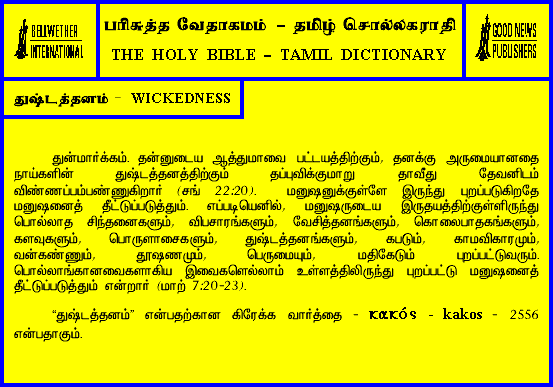 BELLWETHER
INTERNATIONAL
பரிசுத்த வேதாகமம் – தமிழ் சொல்லகராதி
THE HOLY BIBLE – TAMIL DICTIONARY
GOOD NEWS
PUBLISHERS
துஷ்டத்தனம் – WICKEDNESS
துன்மார்க்கம். தன்னுடைய ஆத்துமாவை பட்டயத்திற்கும், தனக்கு அருமையானதை
நாய்களின் துஷ்டத்தனத்திற்கும் தப்புவிக்குமாறு தாவீது தேவனிடம்
விண்ணப்பம்பண்ணுகிறார் (சங் 22:20). மனுஷனுக்குள்ளே இருந்து புறப்படுகிறதே
மனுஷனைத் தீட்டுப்படுத்தும். எப்படியெனில், மனுஷருடைய இருதயத்திற்குள்ளிருந்து
பொல்லாத சிந்தனைகளும், விபசாரங்களும், வேசித்தனங்களும், கொலைபாதகங்களும்,
களவுகளும், பொருளாசைகளும், துஷ்டத்தனங்களும், கபடும், காமவிகாரமும்,
வன்கண்ணும், தூஷணமும், பெருமையும், மதிகேடும் புறப்பட்டுவரும்.
பொல்லாங்கானவைகளாகிய இவைகளெல்லாம் உள்ளத்திலிருந்து புறப்பட்டு மனுஷனைத்
தீட்டுப்படுத்தும் என்றார் (மாற் 7:20-23).
"துஷ்டத்தனம்" என்பதற்கான கிரேக்க வார்த்தை - κακός - kakos - 2556
என்பதாகும்.